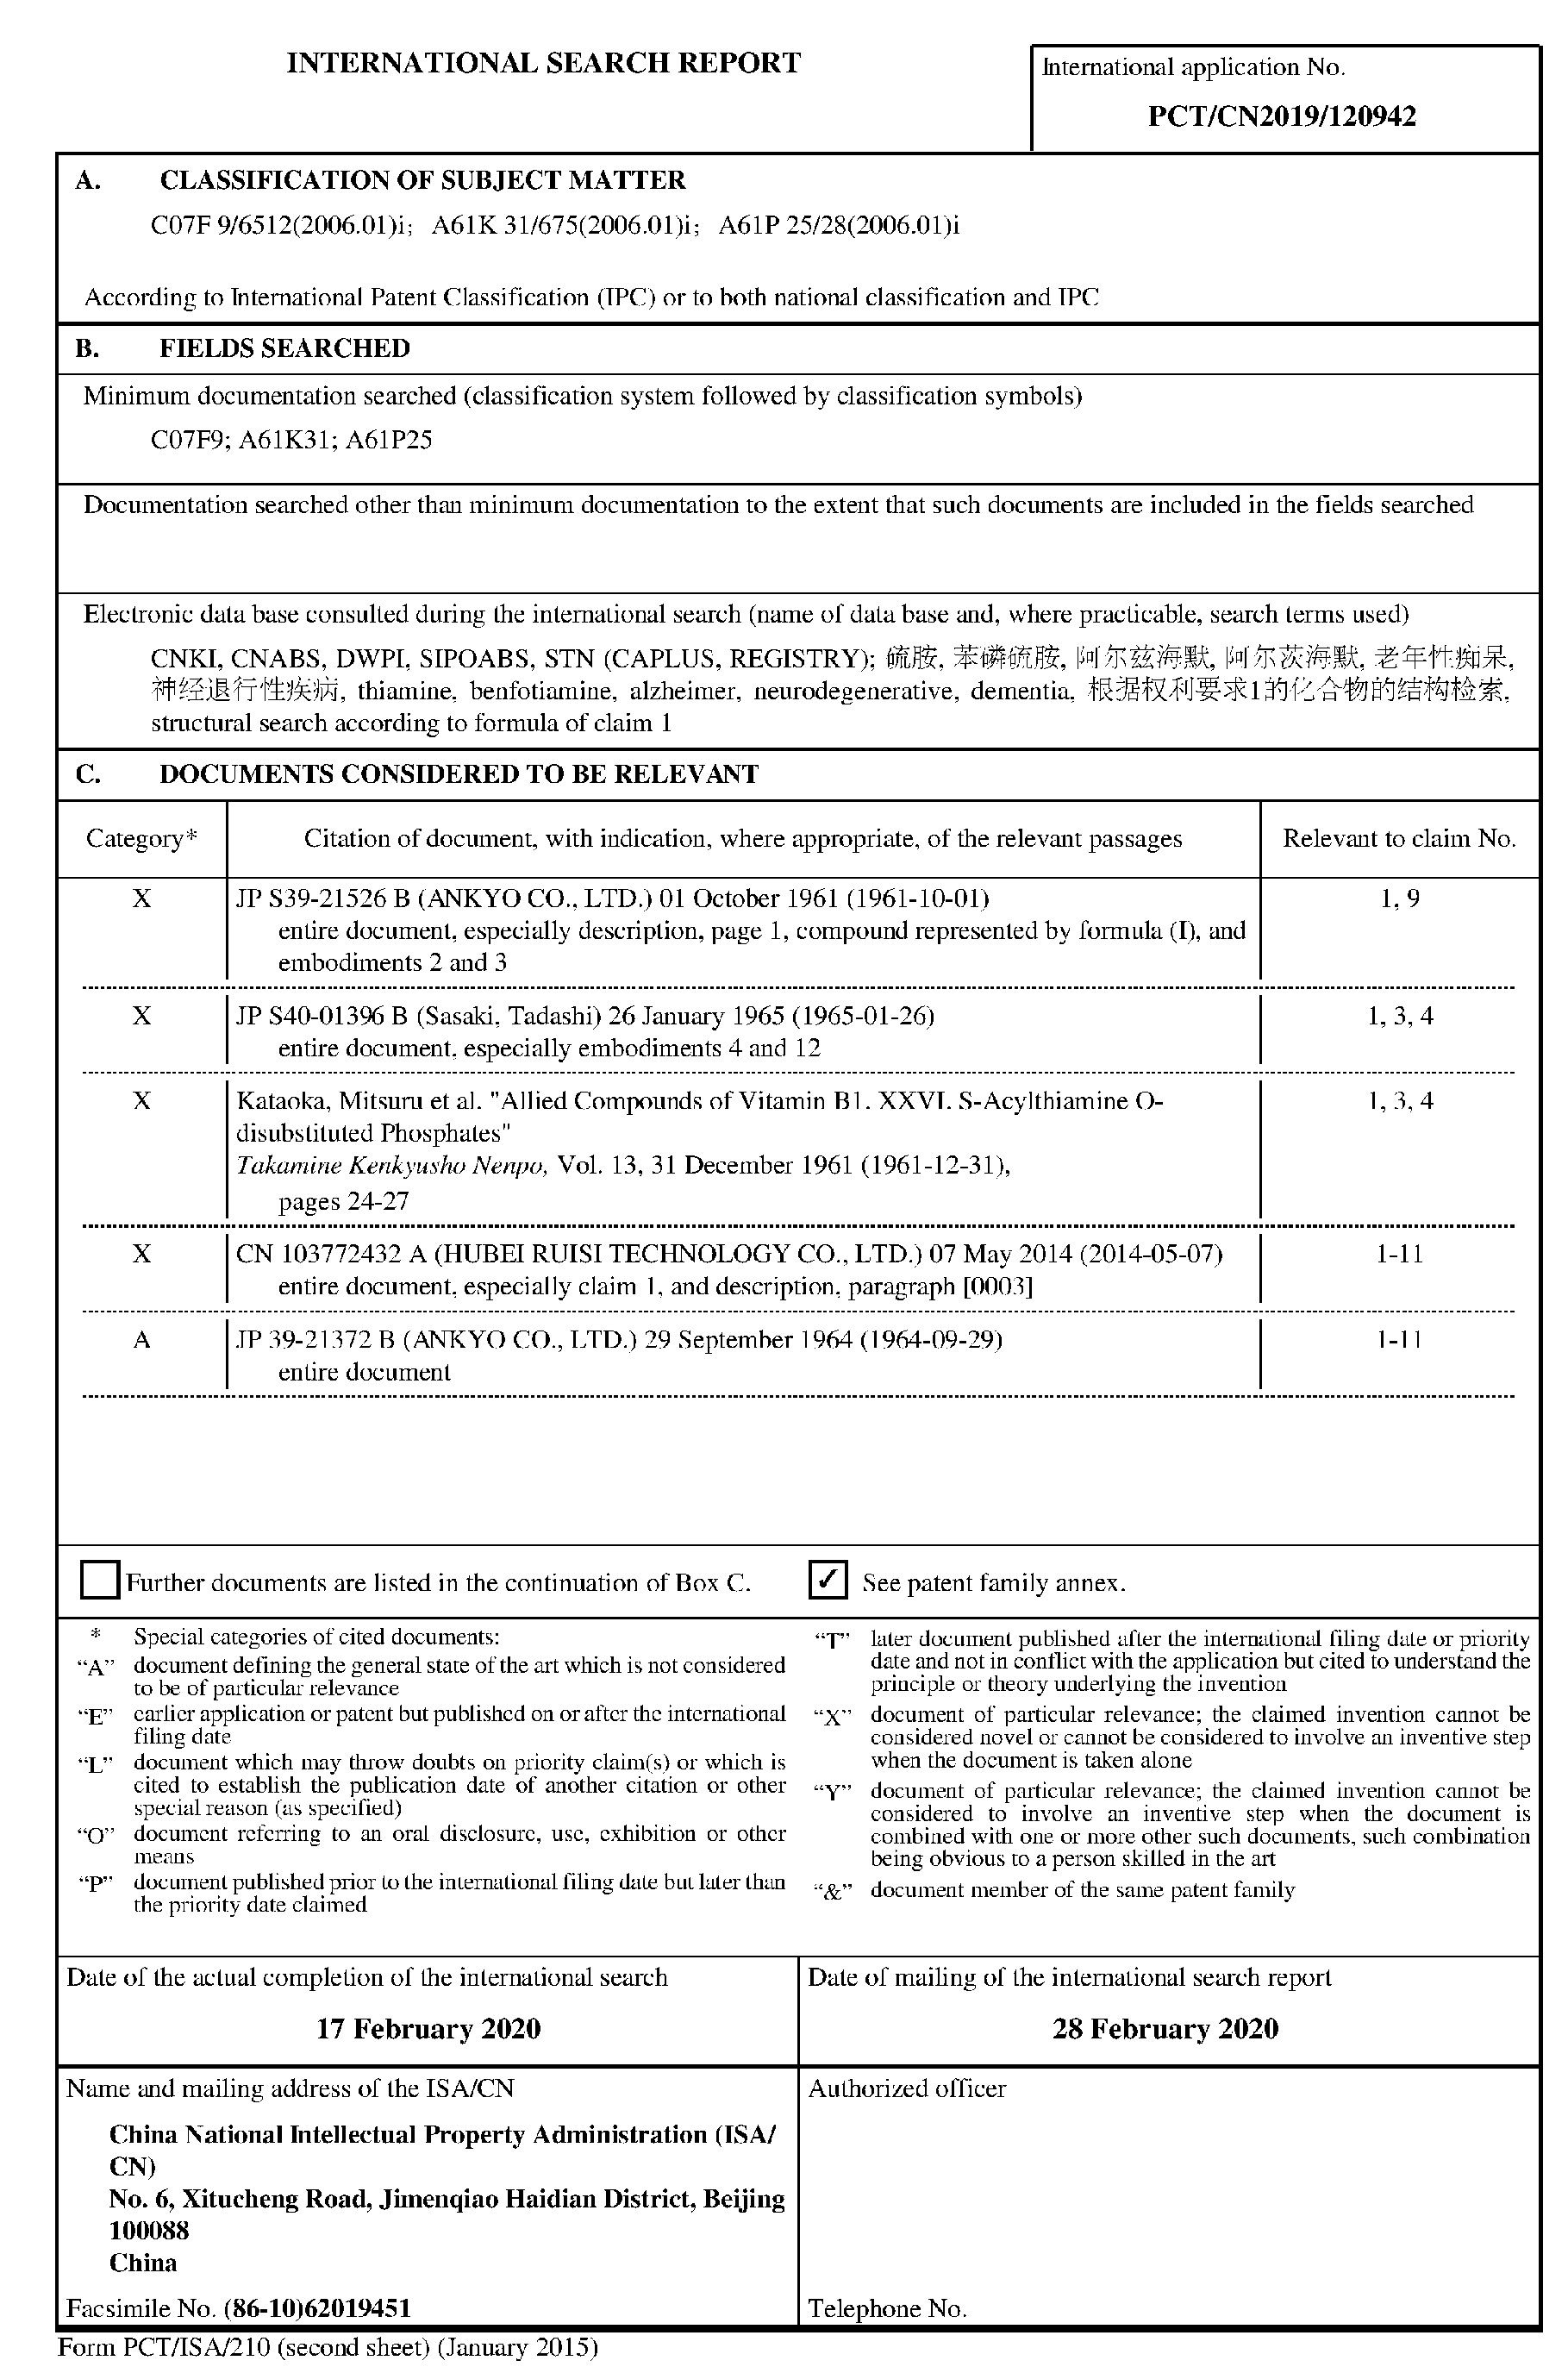 INTERNATIONAL SEARCH REPORT
International application No.
PCT/CN2019/120942
A. CLASSIFICATION OF SUBJECT MATTER
C07F 9/6512(2006.01)i; A61K 31/675(2006.01)i; A61P 25/28(2006.01)i
According to International Patent Classification (IPC) or to both national classification and IPC
B. FIELDS SEARCHED
Minimum documentation searched (classification system followed by classification symbols)
C07F9; A61K31; A61P25
Documentation searched other than minimum documentation to the extent that such documents are included in the fields searched
Electronic data base consulted during the international search (name of data base and, where practicable, search terms used)
CNKI, CNABS, DWPI, SIPOABS, STN (CAPLUS, REGISTRY); 硫胺, 苯磷硫胺, 阿尔兹海默, 阿尔茨海默, 老年性痴呆,
神经退行性疾病, thiamine, benfotiamine, alzheimer, neurodegenerative, dementia, 根据权利要求1的化合物的结构检索,
structural search according to formula of claim 1
C. DOCUMENTS CONSIDERED TO BE RELEVANT
Category* Citation of document, with indication, where appropriate, of the relevant passages Relevant to claim No.
X JP S39-21526 B (ANKYO CO., LTD.) 01 October 1961 (1961-10-01) 1, 9
entire document, especially description, page 1, compound represented by formula (I), and
embodiments 2 and 3
X JP S40-01396 B (Sasaki, Tadashi) 26 January 1965 (1965-01-26) 1, 3, 4
entire document, especially embodiments 4 and 12
X Kataoka, Mitsuru et al. "Allied Compounds of Vitamin B1. XXVI. S-Acylthiamine O- 1, 3, 4
disubstituted Phosphates"
Takamine Kenkyusho Nenpo, Vol. 13, 31 December 1961 (1961-12-31),
pages 24-27
X CN 103772432 A (HUBEI RUISI TECHNOLOGY CO., LTD.) 07 May 2014 (2014-05-07) 1-11
entire document, especially claim 1, and description, paragraph [0003]
A JP 39-21372 B (ANKYO CO., LTD.) 29 September 1964 (1964-09-29) 1-11
entire document
Further documents are listed in the continuation of Box C. ✓ See patent family annex.
* Special categories of cited documents:
“A” document defining the general state of the art which is not considered
to be of particular relevance
“E” earlier application or patent but published on or after the international
filing date
“L” document which may throw doubts on priority claim(s) or which is
cited to establish the publication date of another citation or other
special reason (as specified)
“O” document referring to an oral disclosure, use, exhibition or other
means
“P” document published prior to the international filing date but later than
the priority date claimed
“T” later document published after the international filing date or priority
date and not in conflict with the application but cited to understand the
principle or theory underlying the invention
“X” document of particular relevance; the claimed invention cannot be
considered novel or cannot be considered to involve an inventive step
when the document is taken alone
“Y” document of particular relevance; the claimed invention cannot be
considered to involve an inventive step when the document is
combined with one or more other such documents, such combination
being obvious to a person skilled in the art
“&” document member of the same patent family
Date of the actual completion of the international search
17 February 2020
Date of mailing of the international search report
28 February 2020
Name and mailing address of the ISA/CN
China National Intellectual Property Administration (ISA/
CN)
No. 6, Xitucheng Road, Jimenqiao Haidian District, Beijing
100088
China
Facsimile No. (86-10)62019451
Authorized officer
Telephone No.
Form PCT/ISA/210 (second sheet) (January 2015)